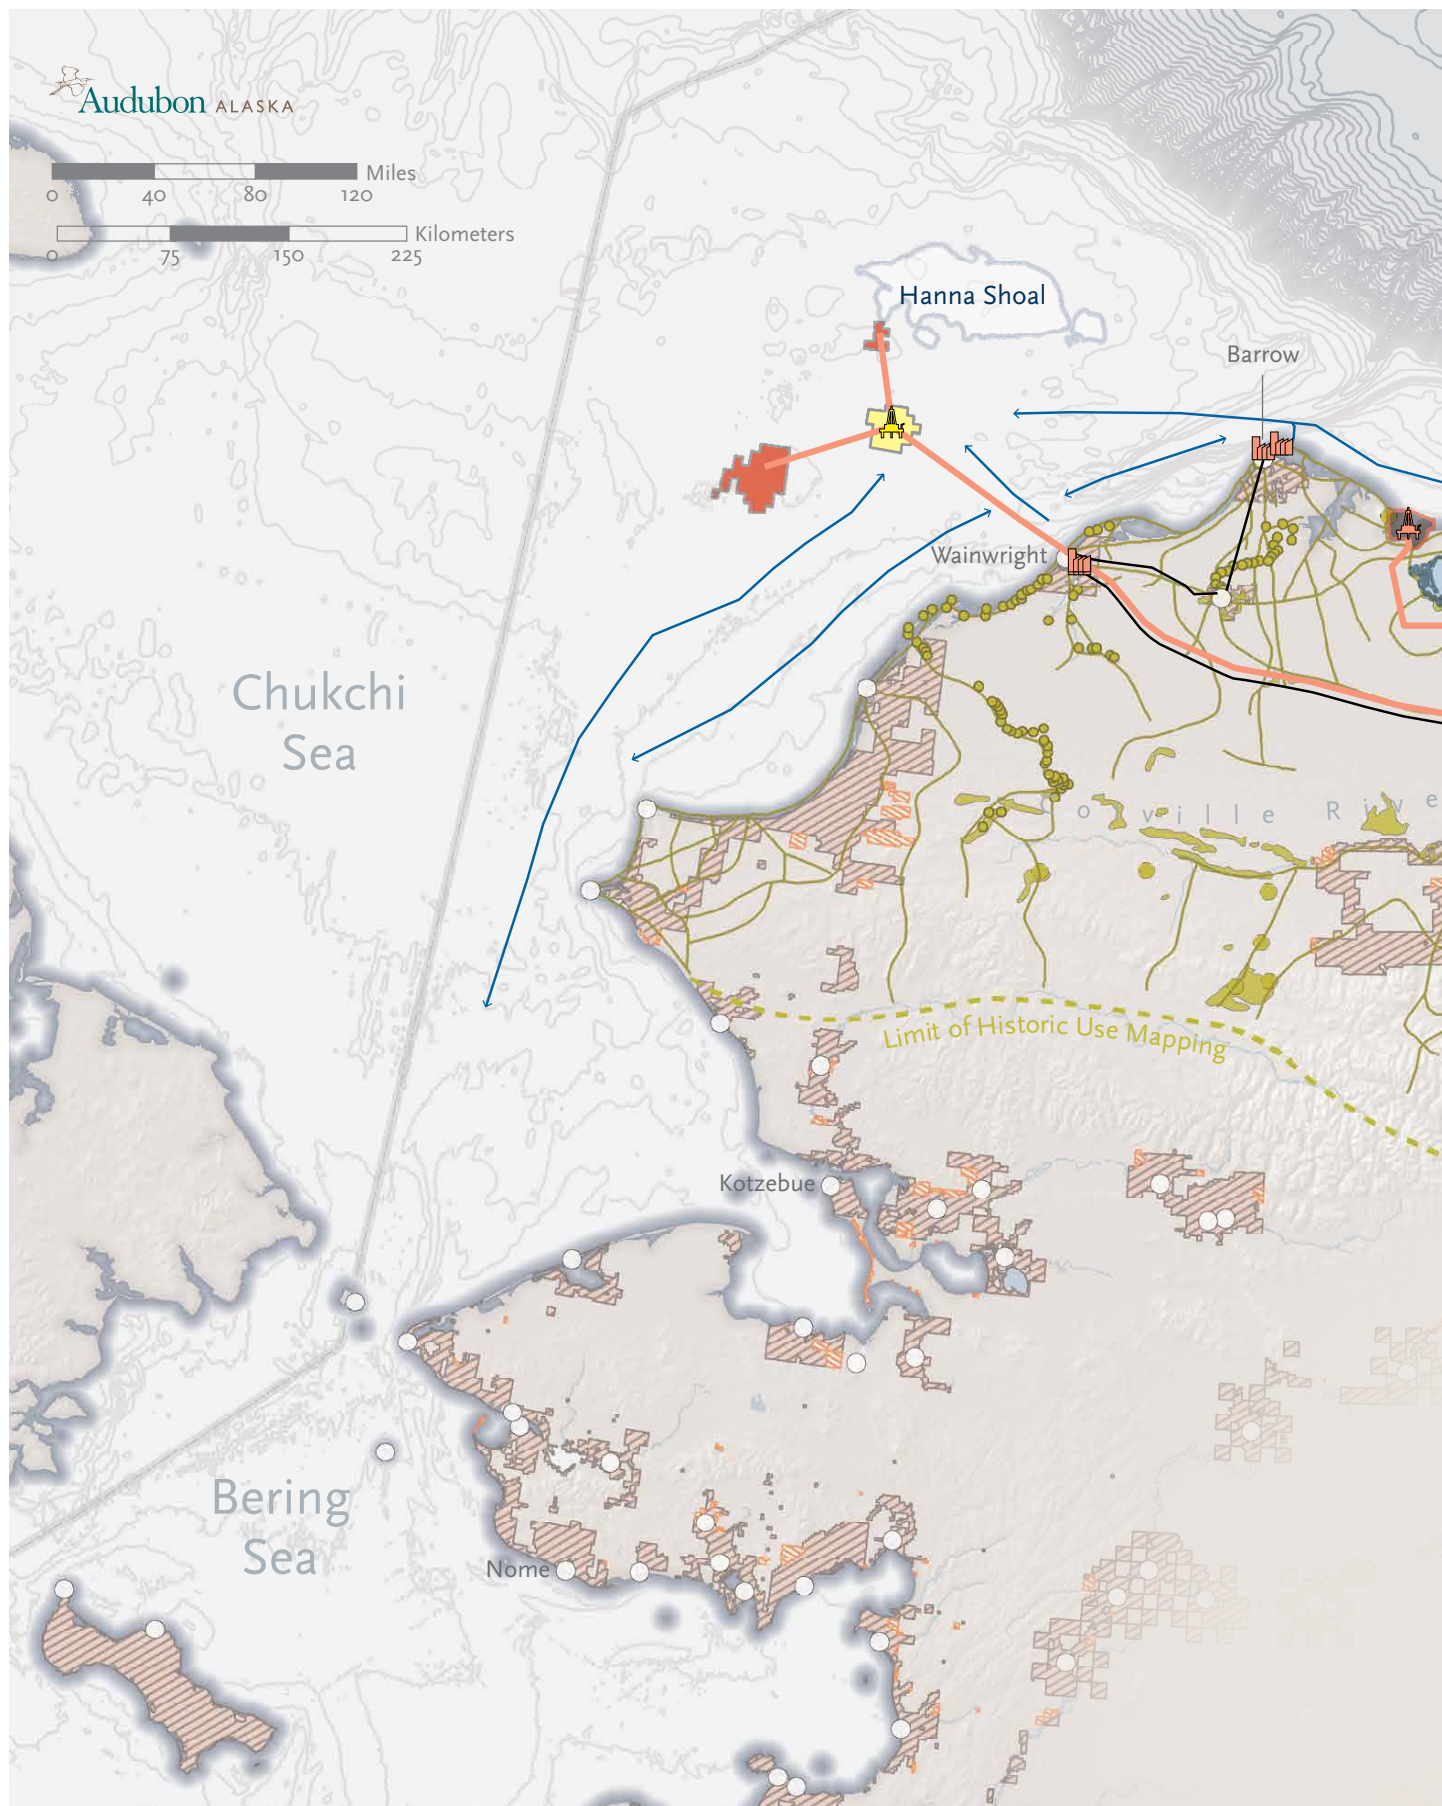 Audubon ALASKA
Miles
0 40 80 120
Kilometers
0 75 150 225
Hanna Shoal
Barrow
Wainwright
Chukchi
Sea
Colville Rive
Limit of Historic Use Mapping
Kotzebue
Bering
Sea
Nome